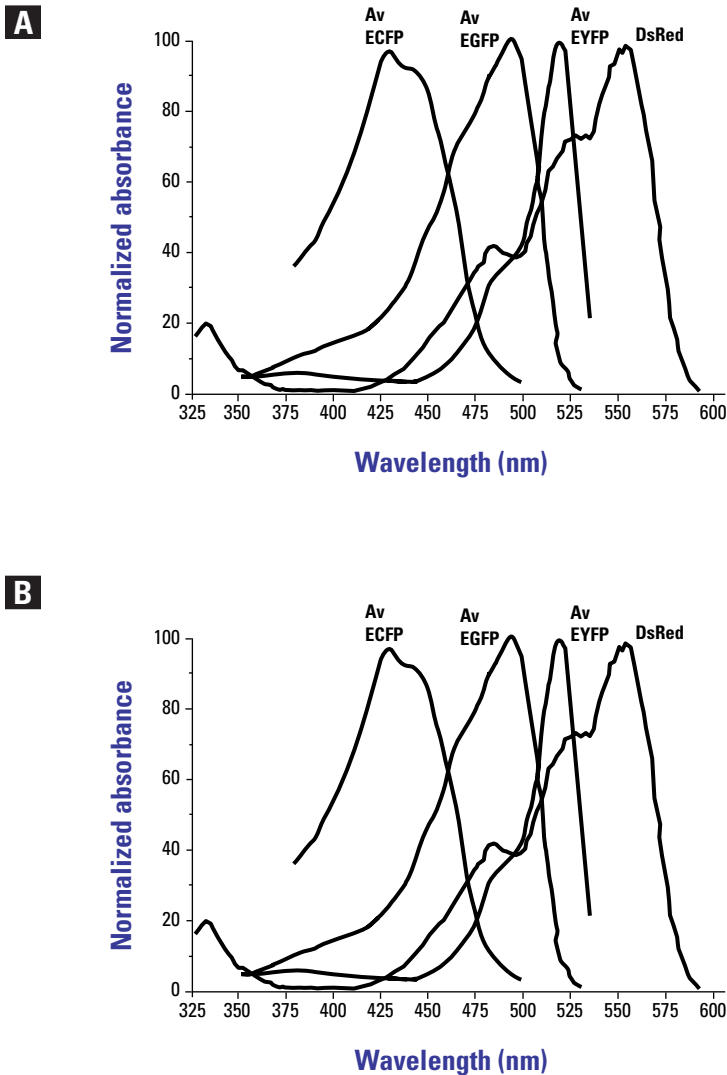 A
Av
ECFP
Av
EGFP
Av
EYFP
DsRed
100
80
60
40
20
0
Normalized absorbance
325 350 375 400 425 450 475 500 525 550 575 600
Wavelength (nm)
B
Av
ECFP
Av
EGFP
Av
EYFP
DsRed
100
80
60
40
20
0
Normalized absorbance
325 350 375 400 425 450 475 500 525 550 575 600
Wavelength (nm)